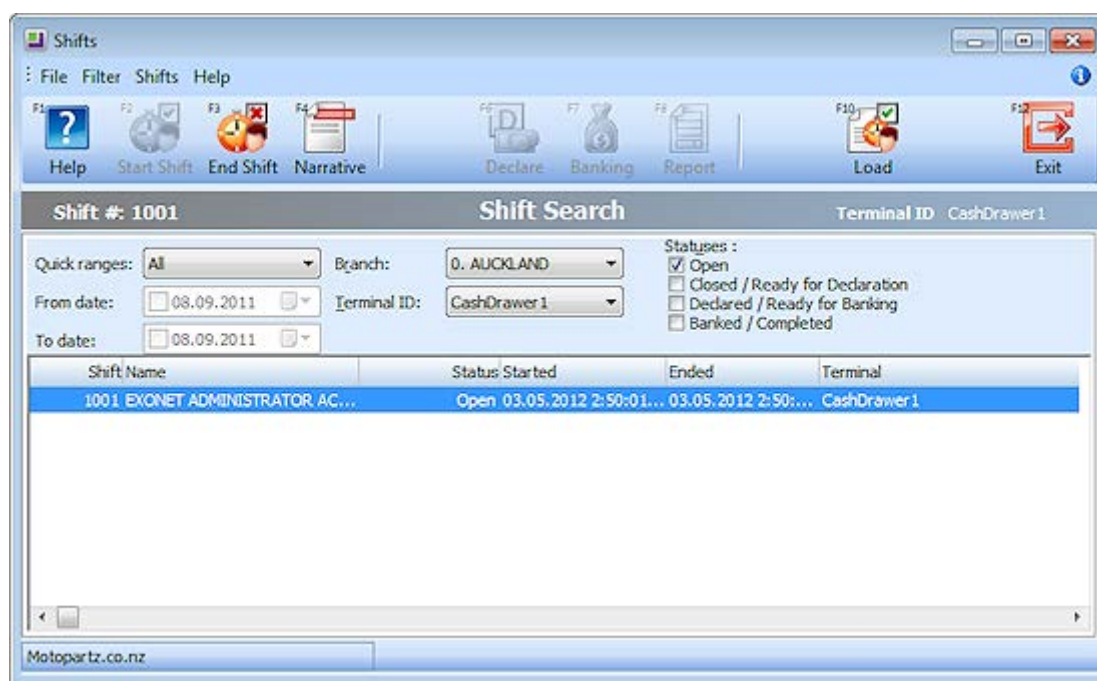 Shifts
File Filter Shifts Help
F1 F2 F3 F4 F6 F7 F8 F10 F12
Help Start Shift End Shift Narrative Declare Banking Report Load Exit
Shift #: 1001 Shift Search Terminal ID CashDrawer1
Quick ranges: All Branch: 0. AUCKLAND Statuses :
Open
Closed / Ready for Declaration
From date: 08.09.2011 Terminal ID: CashDrawer1
Declared / Ready for Banking
Banked / Completed
To date: 08.09.2011
Shift Name Status Started Ended Terminal
1001 EXONET ADMINISTRATOR AC... Open 03.05.2012 2:50:01... 03.05.2012 2:50:... CashDrawer1
Motopartz.co.nz